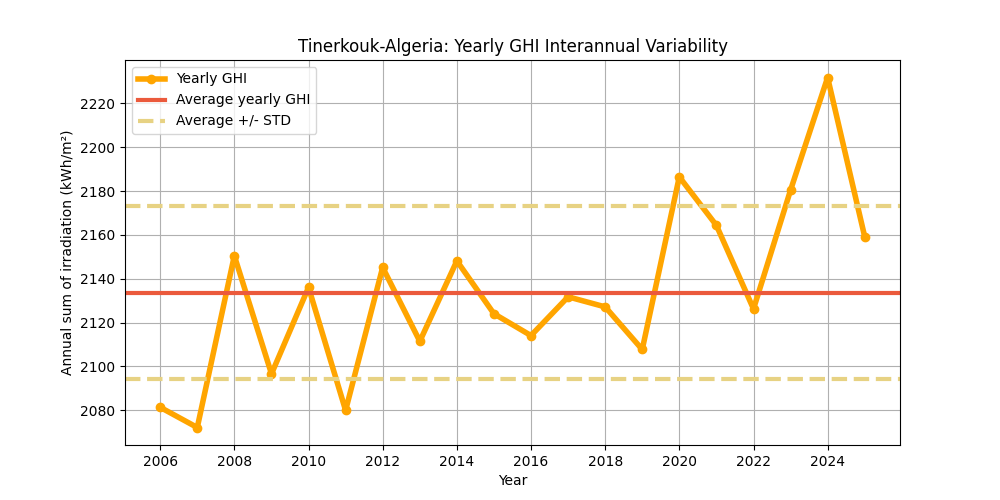 Tinerkouk-Algeria: Yearly GHI Interannual Variability
Yearly GHI
Average yearly GHI
Average +/- STD
Annual sum of irradiation (kWh/m²)
2220
2200
2180
2160
2140
2120
2100
2080
2006 2008 2010 2012 2014 2016 2018 2020 2022 2024
Year